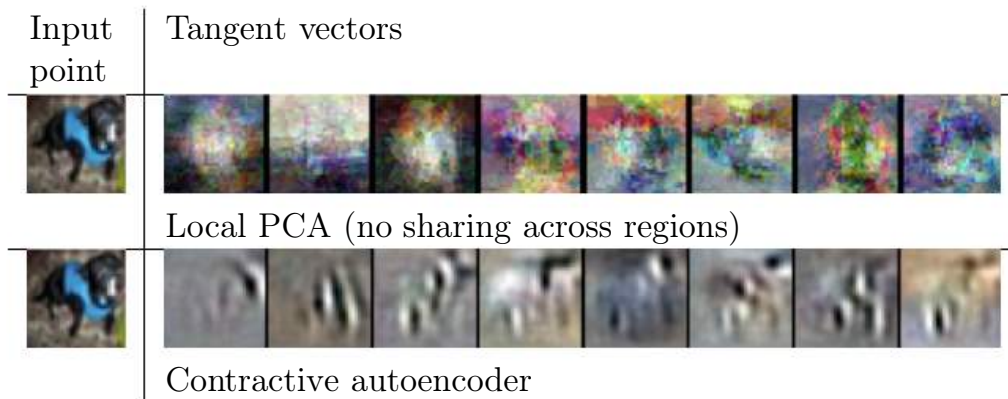 Input
point
Tangent vectors
Local PCA (no sharing across regions)
Contractive autoencoder